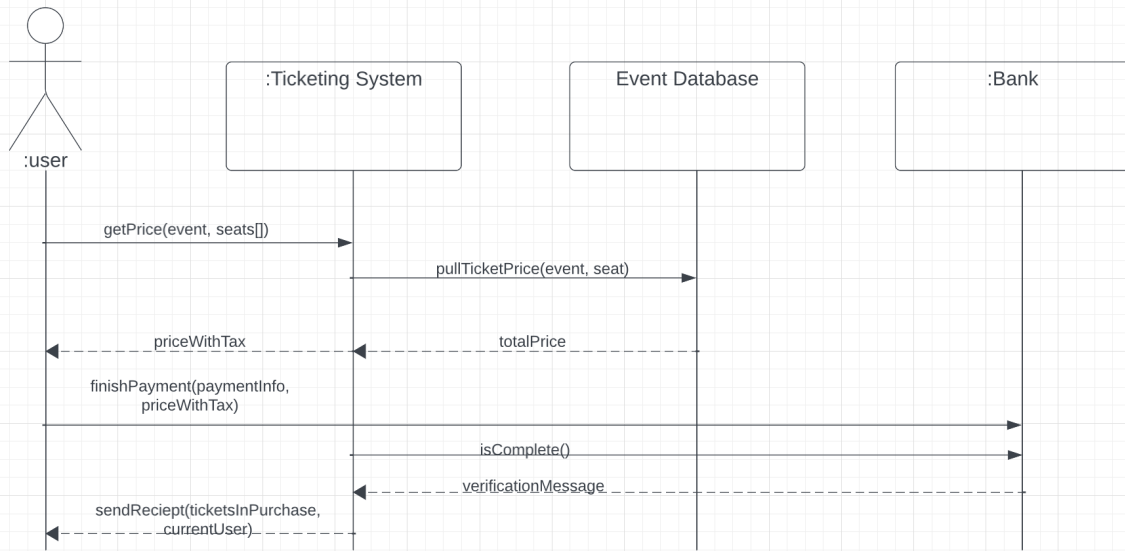 :Ticketing System
Event Database
:Bank
:user
getPrice(event, seats[])
pullTicketPrice(event, seat)
priceWithTax
totalPrice
finishPayment(paymentInfo,
priceWithTax)
isComplete()
verificationMessage
sendReciept(ticketsInPurchase,
currentUser)